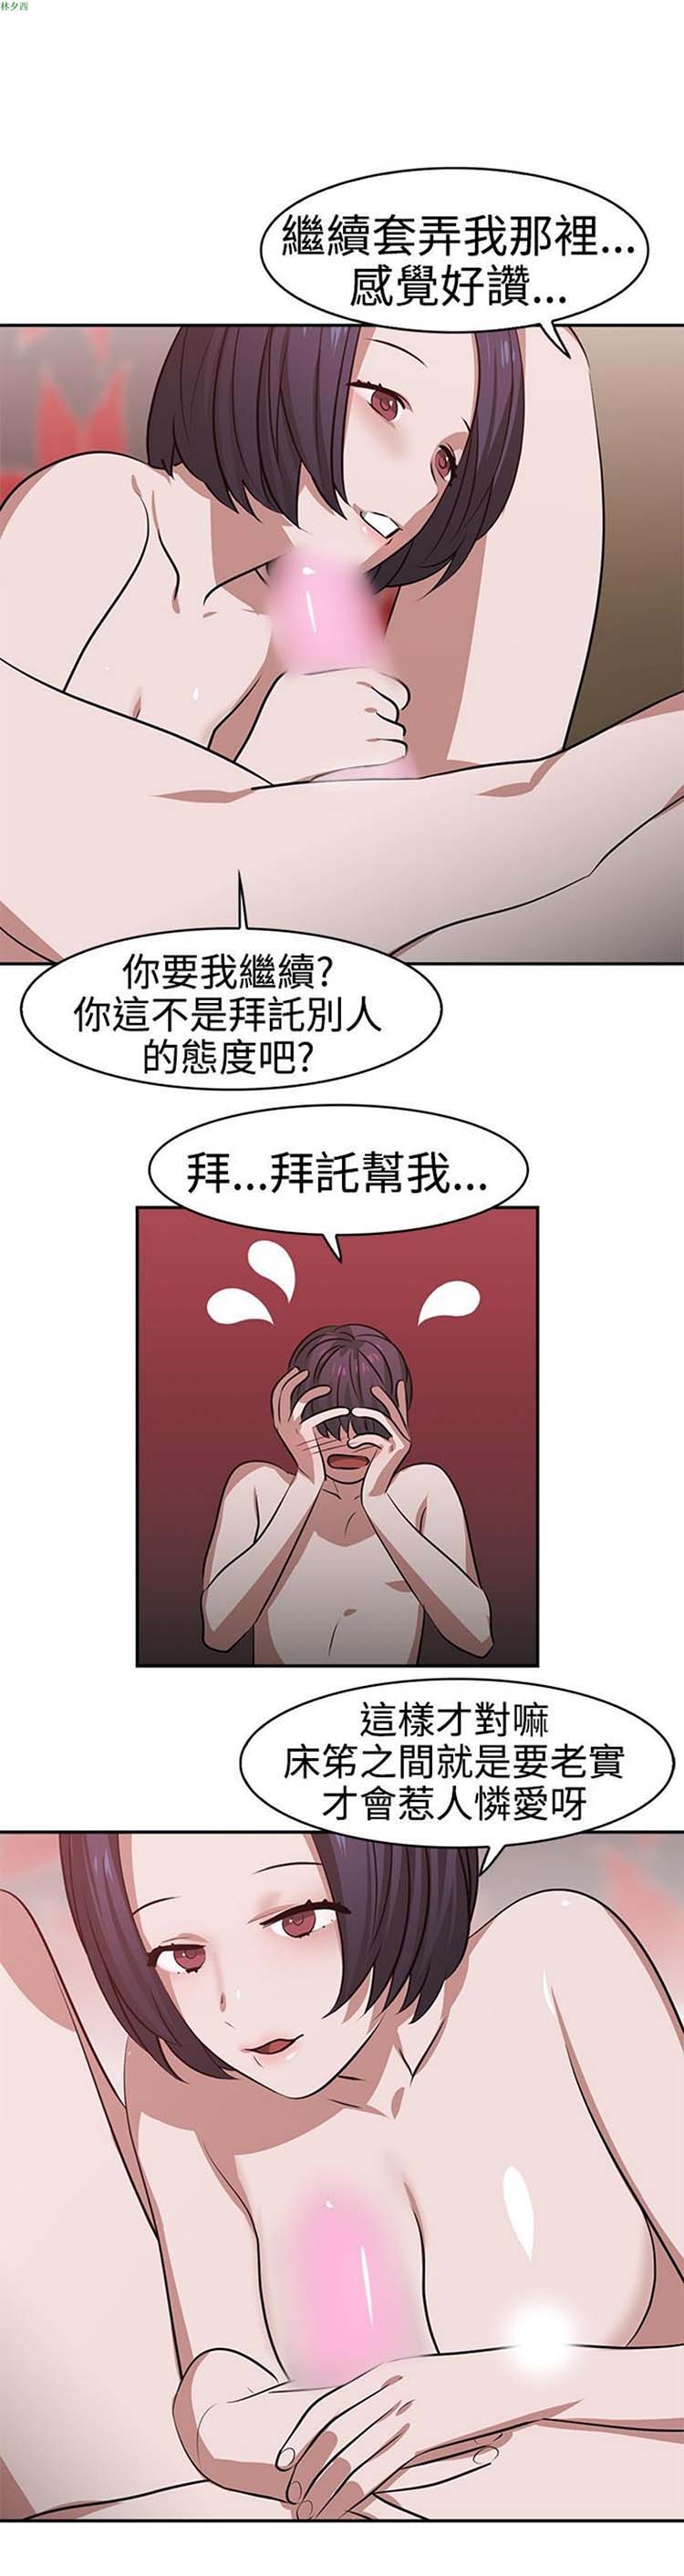 林夕西
繼續套弄我那裡...
感覺好讚...
你要我繼續?
你這不是拜託別人
的態度吧?
拜...拜託幫我...
這樣才對嘛
床笫之間就是要老實
才會惹人憐愛呀